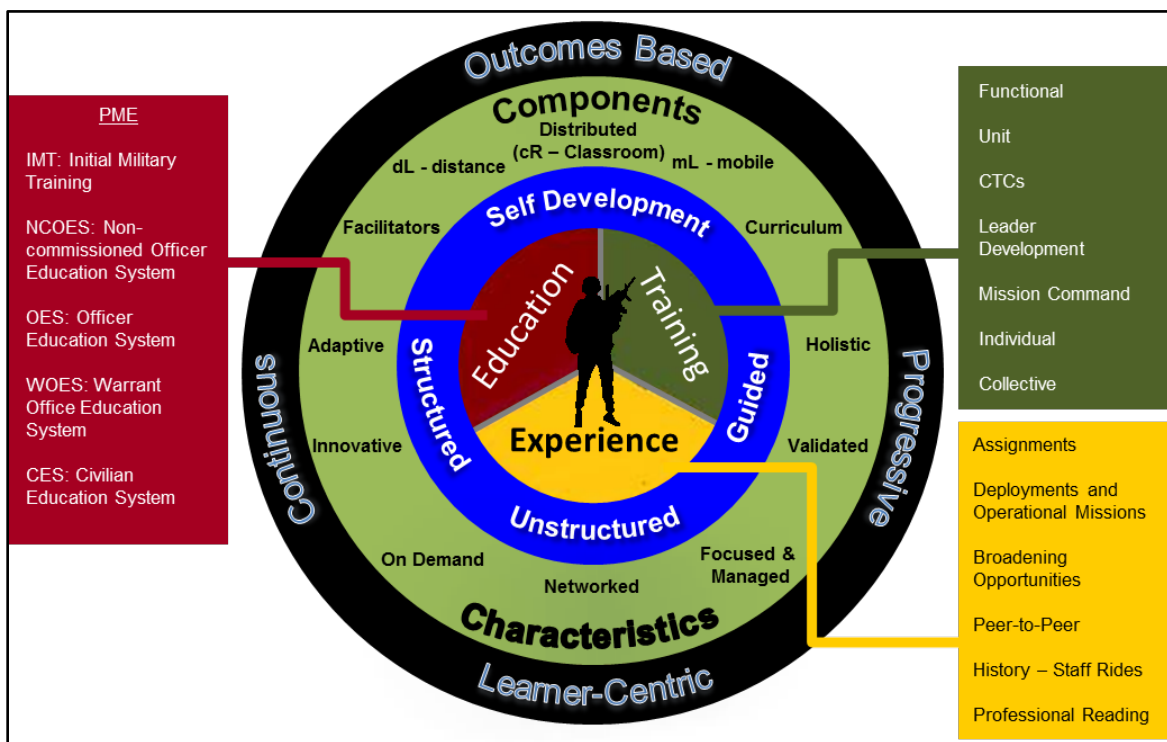 PME
IMT: Initial Military
Training
NCOES: Non-
commissioned Officer
Education System
OES: Officer
Education System
WOES: Warrant
Office Education
System
CES: Civilian
Education System
Outcomes Based
Components
Distributed
(cR – Classroom)
dL - distance
mL - mobile
Self Development
Facilitators
Curriculum
Education
Training
Adaptive
Holistic
Structured
Guided
Continuous
Progressive
Innovative
Validated
Experience
Unstructured
On Demand
Networked
Focused &
Managed
Characteristics
Learner-Centric
Functional
Unit
CTCs
Leader
Development
Mission Command
Individual
Collective
Assignments
Deployments and
Operational Missions
Broadening
Opportunities
Peer-to-Peer
History – Staff Rides
Professional Reading